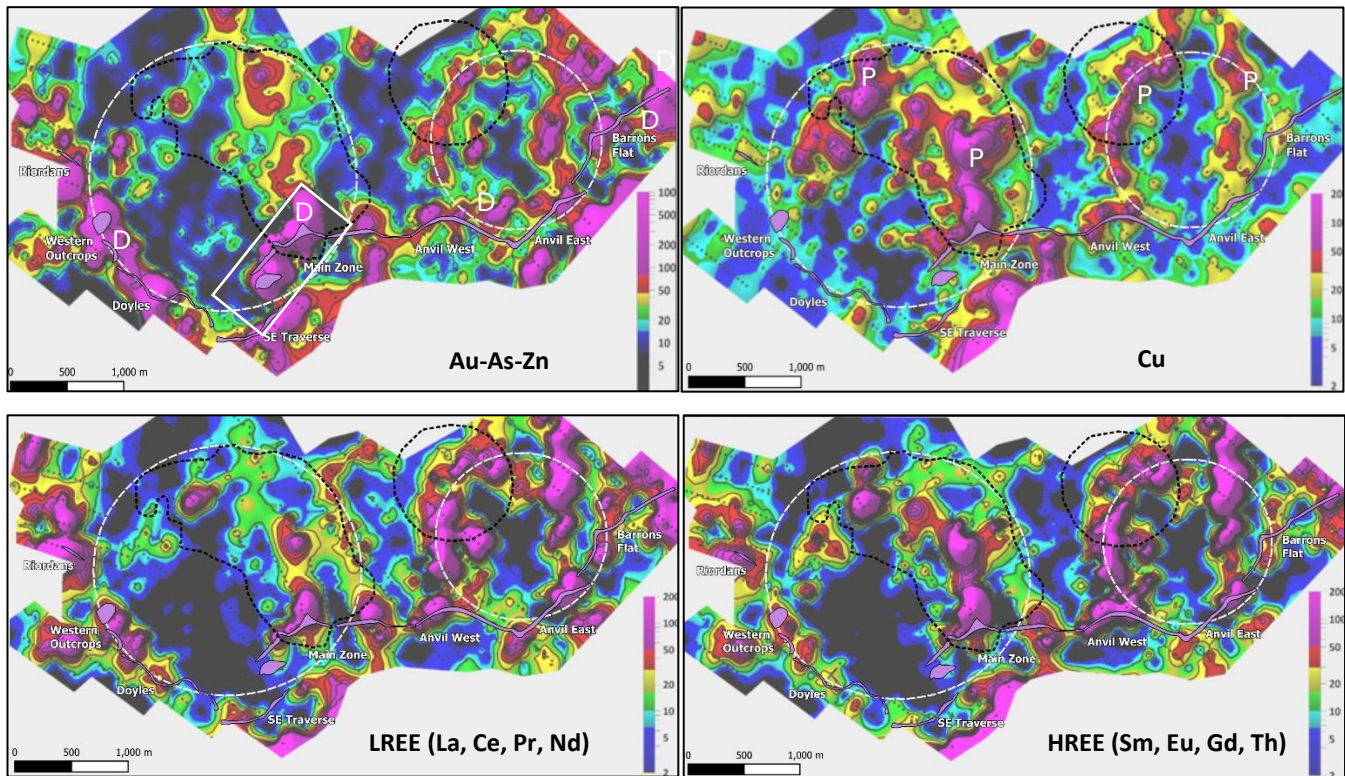 D
D
D
D
D
Riordans
Western
Outcrops
Doyles
SE Traverse
Main Zone
Anvil West
Anvil East
Barrons
Flat
1000
500
200
100
50
20
10
5
0 500 1,000 m
Au-As-Zn
P
P
P
P
Riordans
Western
Outcrops
Doyles
SE Traverse
Main Zone
Anvil West
Anvil East
Barrons
Flat
50
20
10
5
2
0 500 1,000 m
Cu
Riordans
Western
Outcrops
Doyles
SE Traverse
Main Zone
Anvil West
Anvil East
Barrons
Flat
200
100
50
20
10
5
2
0 500 1,000 m
LREE (La, Ce, Pr, Nd)
Riordans
Western
Outcrops
Doyles
SE Traverse
Main Zone
Anvil West
Anvil East
Barrons
Flat
200
100
50
20
10
5
2
0 500 1,000 m
HREE (Sm, Eu, Gd, Th)